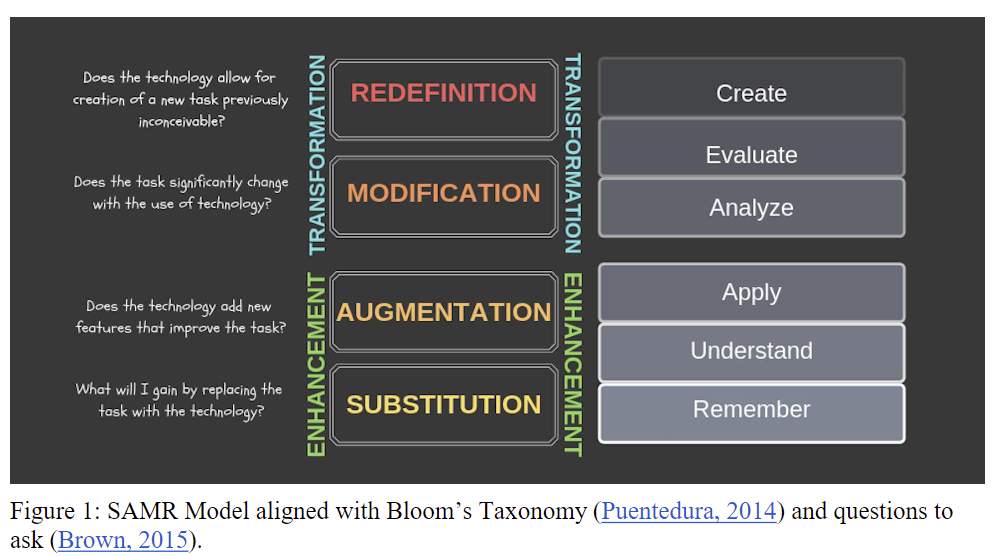 Does the technology allow for
creation of a new task previously
inconceivable?
TRANSFORMATION
REDEFINITION
TRANSFORMATION
Create
Evaluate
Does the task significantly change
with the use of technology?
MODIFICATION
Analyze
Does the technology add new
features that improve the task?
ENHANCEMENT
AUGMENTATION
ENHANCEMENT
Apply
Understand
What will I gain by replacing the
task with the technology?
SUBSTITUTION
Remember
Figure 1: SAMR Model aligned with Bloom’s Taxonomy (Puentedura, 2014) and questions to
ask (Brown, 2015).